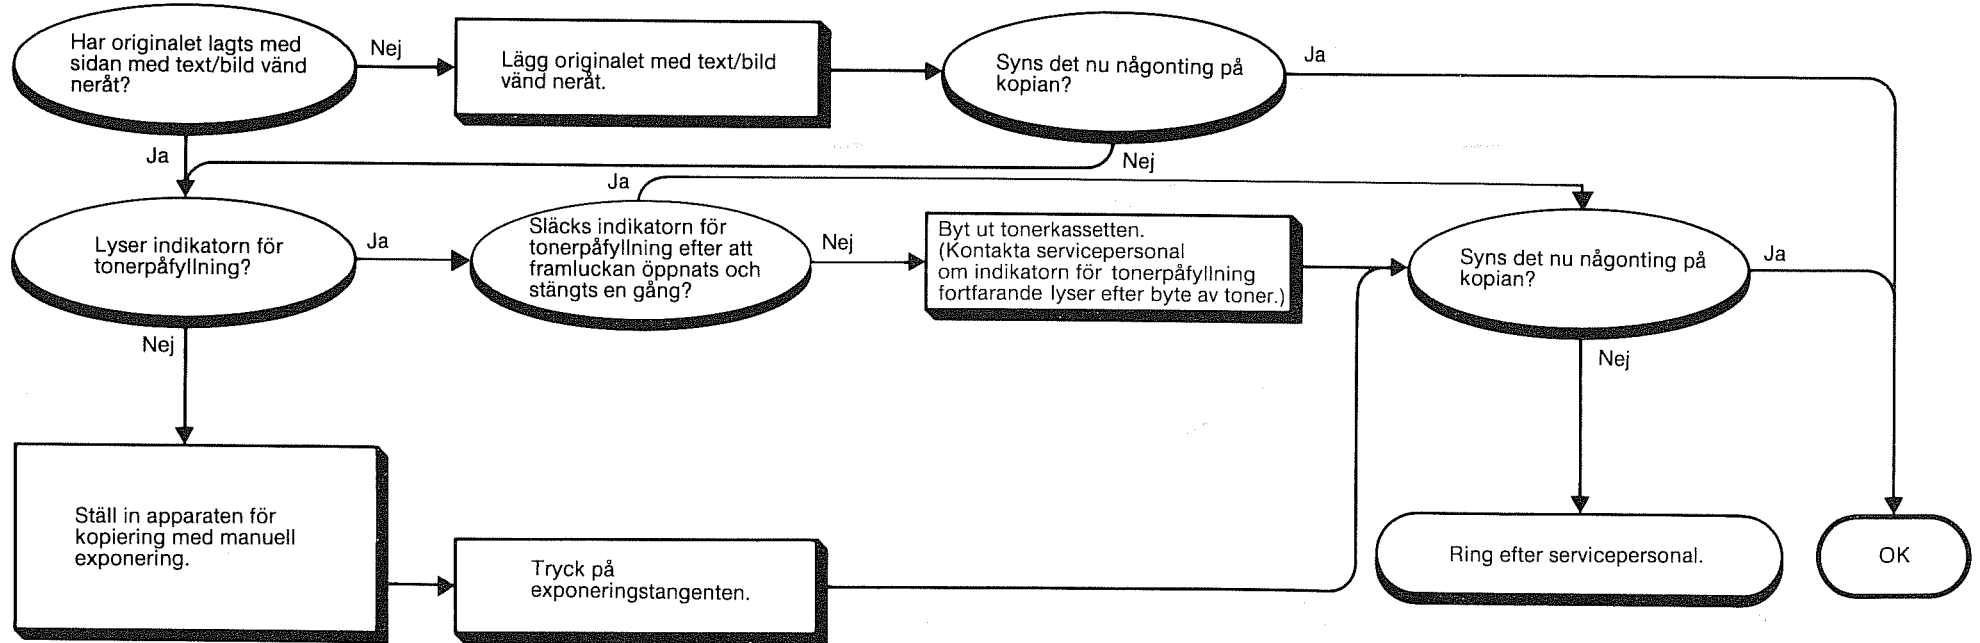 Har originalet lagts med
sidan med text/bild vänd
neråt?
Nej
Lägg originalet med text/bild
vänd neråt.
Syns det nu någonting på
kopian?
Ja
Ja
Nej
Ja
Lyser indikatorn för
tonerpåfyllning?
Ja
Släcks indikatorn för
tonerpåfyllning efter att
framluckan öppnats och
stängts en gång?
Nej
Byt ut tonerkassetten.
(Kontakta servicepersonal
om indikatorn för tonerpåfyllning
fortfarande lyser efter byte av toner.)
Syns det nu någonting på
kopian?
Ja
Nej
Nej
Ställ in apparaten för
kopiering med manuell
exponering.
Tryck på
exponeringstangenten.
Ring efter servicepersonal.
OK